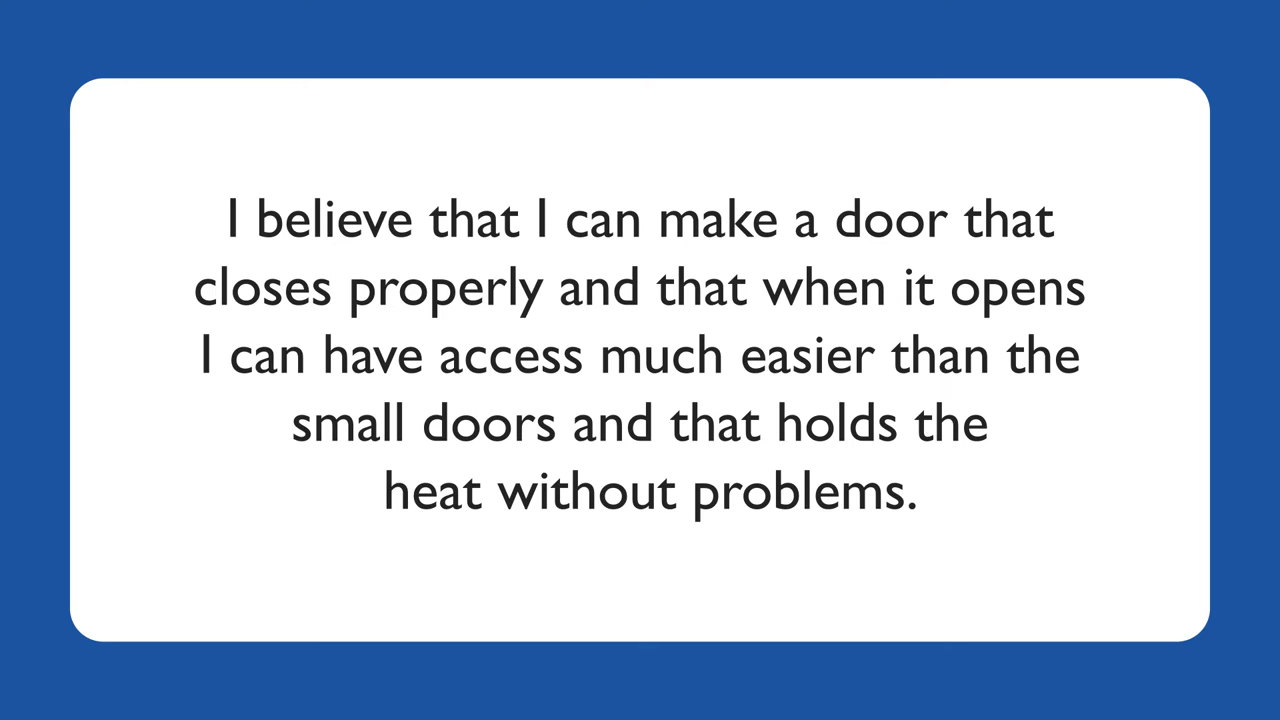 I believe that I can make a door that
closes properly and that when it opens
I can have access much easier than the
small doors and that holds the
heat without problems.